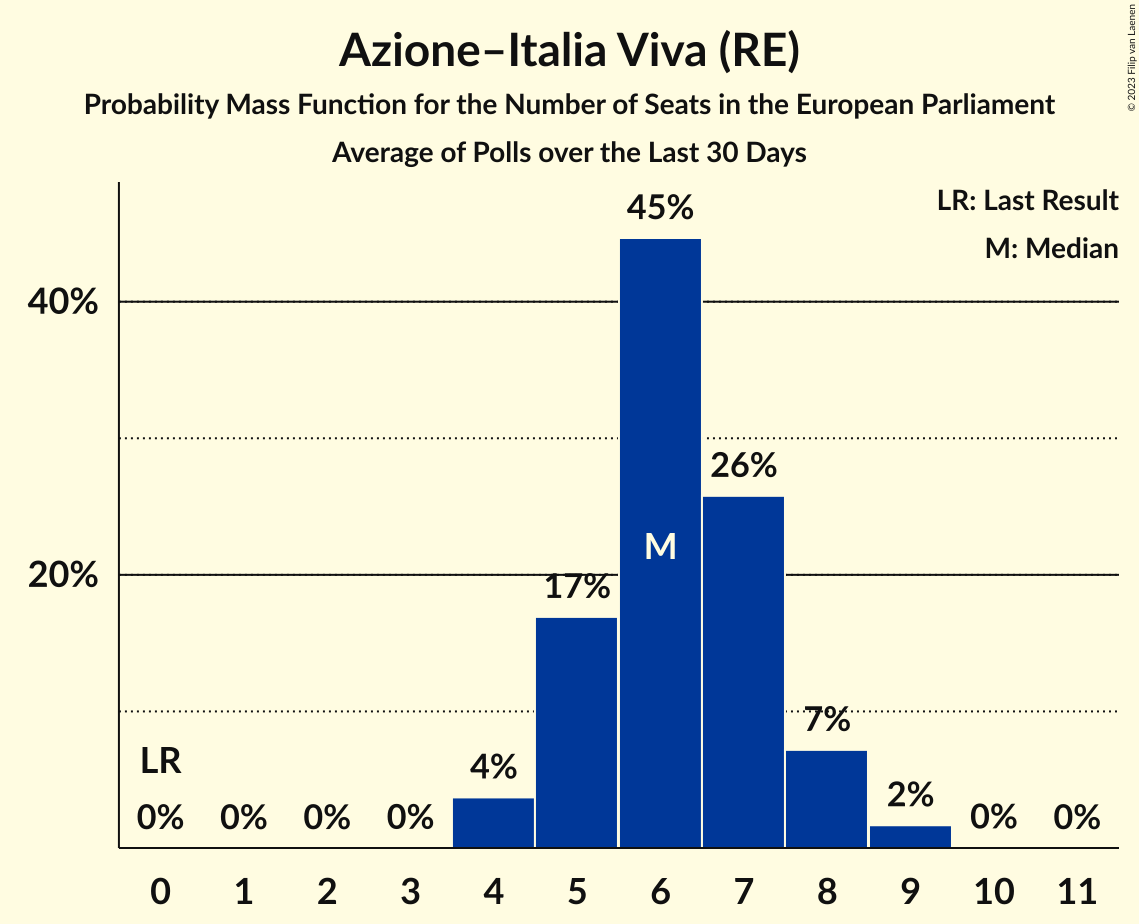 Azione–Italia Viva (RE)
Probability Mass Function for the Number of Seats in the European Parliament
Average of Polls over the Last 30 Days
© 2023 Filip van Laenen
LR: Last Result
M: Median
45%
40%
26%
M
20%
17%
7%
LR
4%
2%
0% 0% 0% 0% 0% 0%
0 1 2 3 4 5 6 7 8 9 10 11